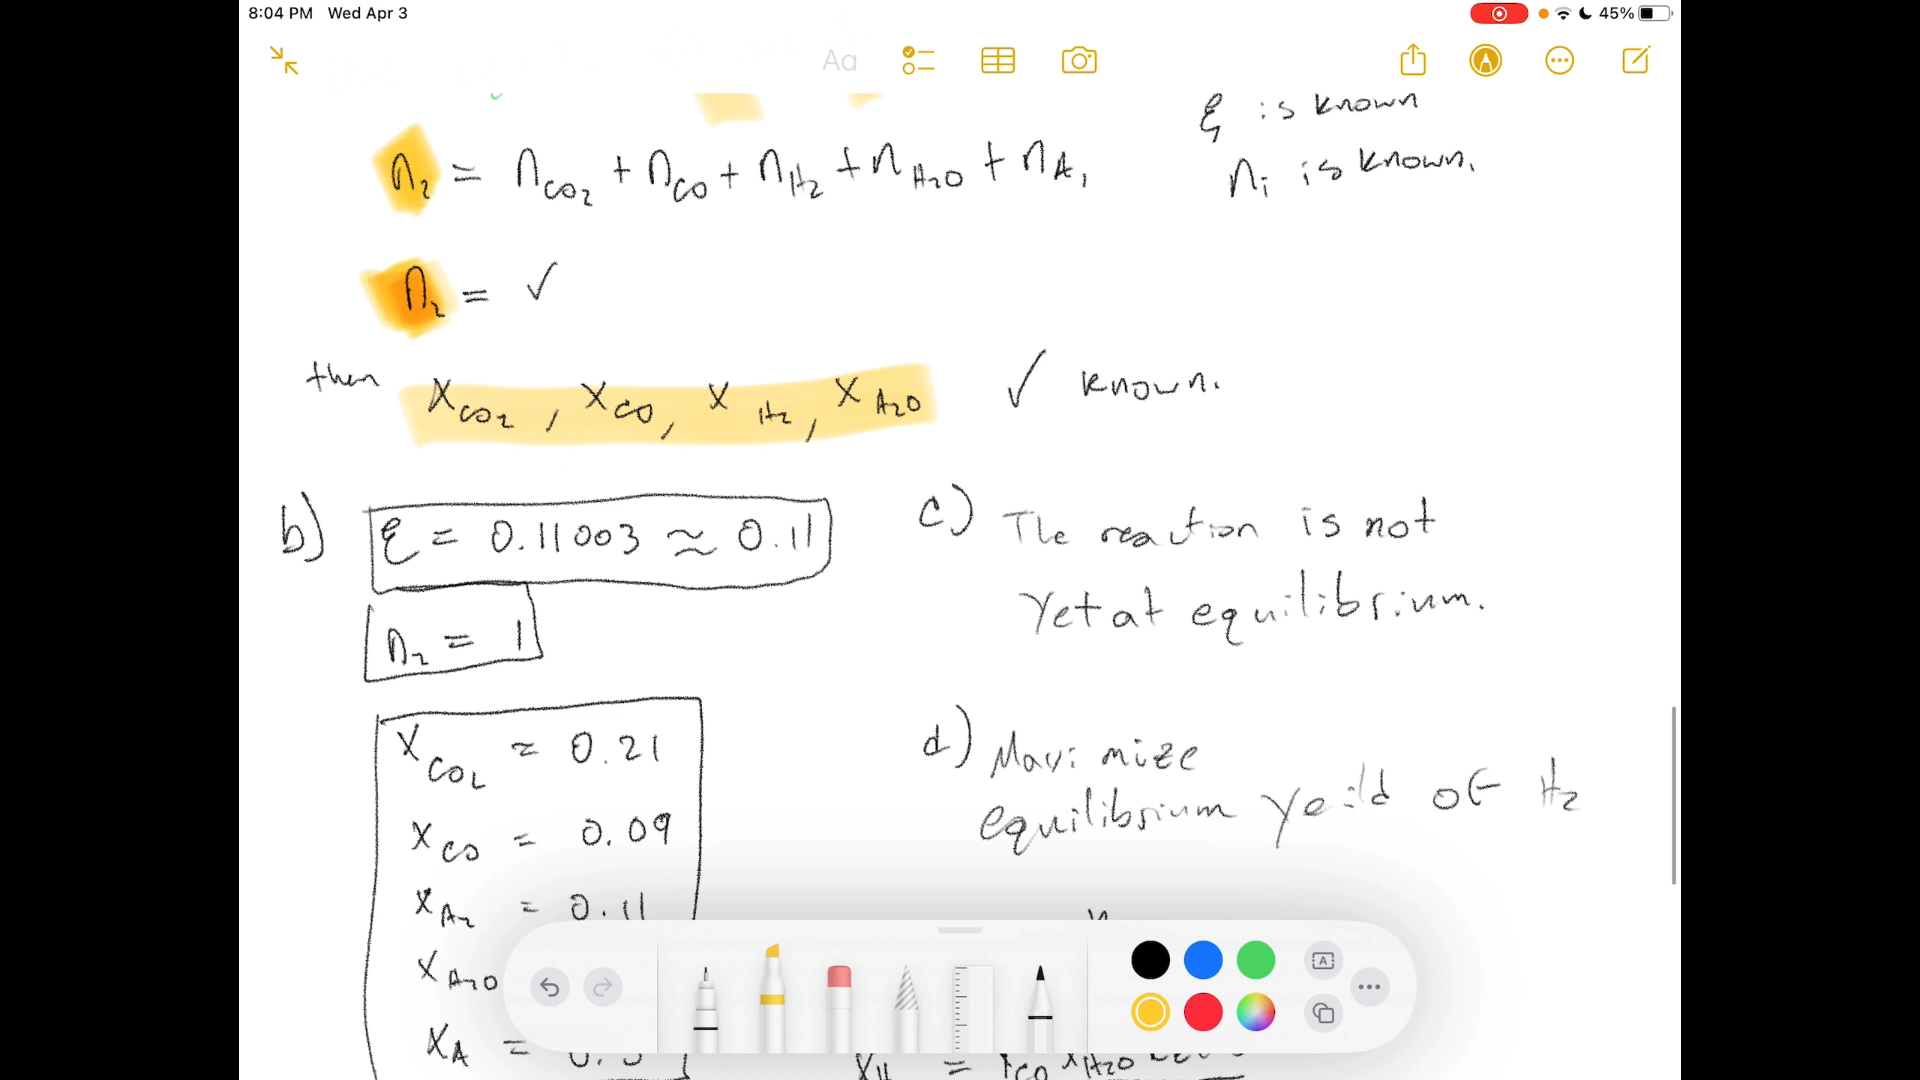 8:04 PM Wed Apr 3
45%
Aa
ξ is known
n₂ = n_CO₂ + n_CO + n_H₂ + n_H₂O + n_A,
nᵢ is known.
n₂ = ✓
then x_CO₂, x_CO, x_H₂, x_H₂O ✓ known.
b) ξ = 0.11003 ≈ 0.11
n₂ = 1
x_CO₂ = 0.21
x_CO = 0.09
x_H₂ = 0.11
x_H₂O
x_A =
c) The reaction is not
Yet at equilibrium.
d) Maximize
equilibrium yeild of H₂
A